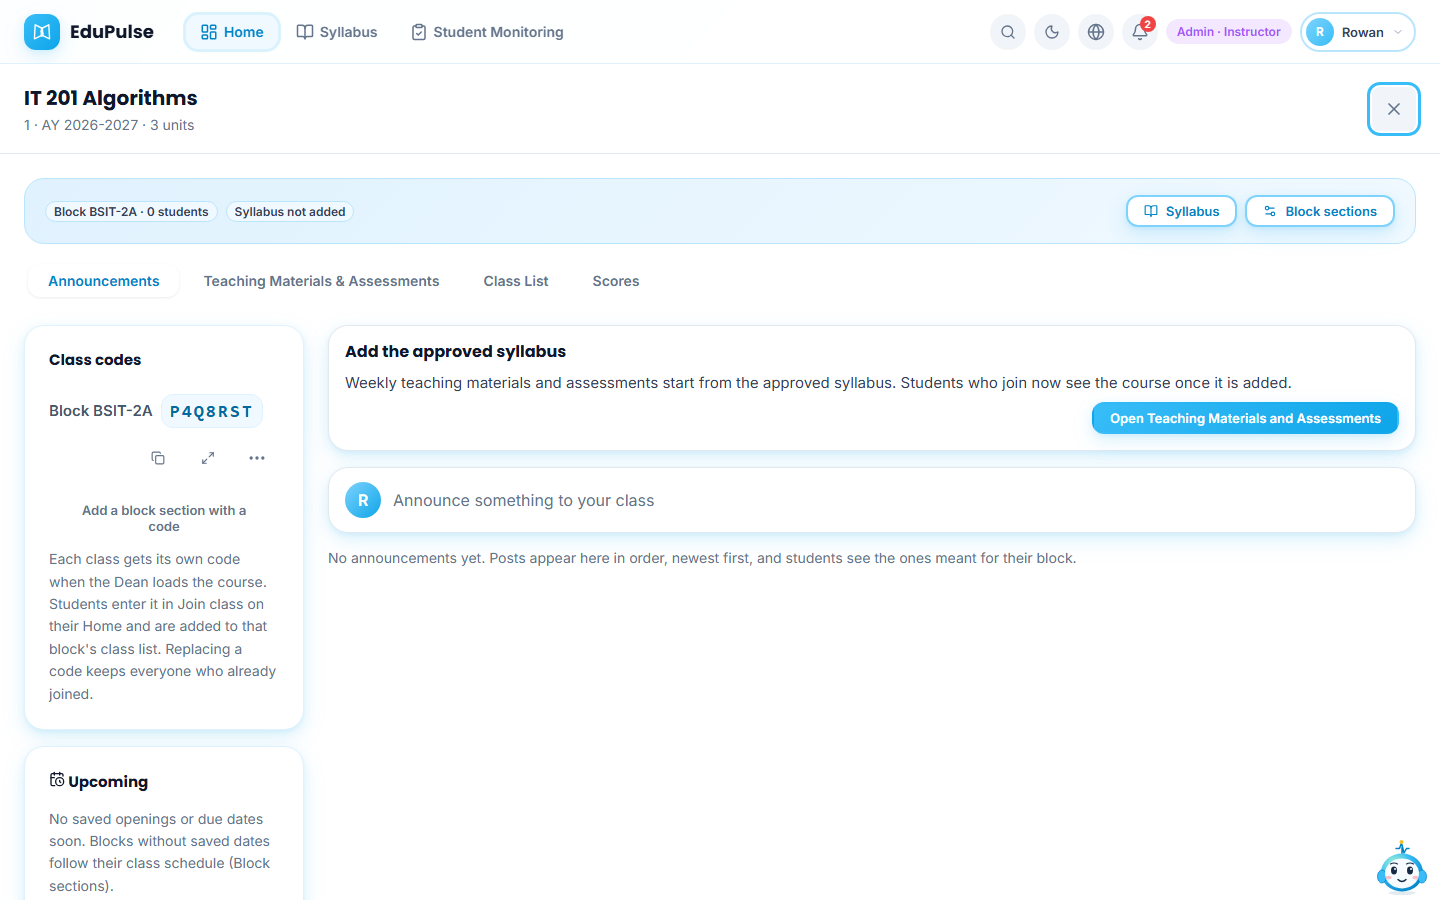 EduPulse
Home
Syllabus
Student Monitoring
2
Admin · Instructor
R
Rowan
IT 201 Algorithms
1 · AY 2026-2027 · 3 units
Block BSIT-2A · 0 students
Syllabus not added
Syllabus
Block sections
Announcements
Teaching Materials & Assessments
Class List
Scores
Class codes
Block BSIT-2A
P4Q8RST
Add a block section with a
code
Each class gets its own code
when the Dean loads the course.
Students enter it in Join class on
their Home and are added to that
block's class list. Replacing a
code keeps everyone who already
joined.
Upcoming
No saved openings or due dates
soon. Blocks without saved dates
follow their class schedule (Block
sections).
Add the approved syllabus
Weekly teaching materials and assessments start from the approved syllabus. Students who join now see the course once it is added.
Open Teaching Materials and Assessments
R
Announce something to your class
No announcements yet. Posts appear here in order, newest first, and students see the ones meant for their block.